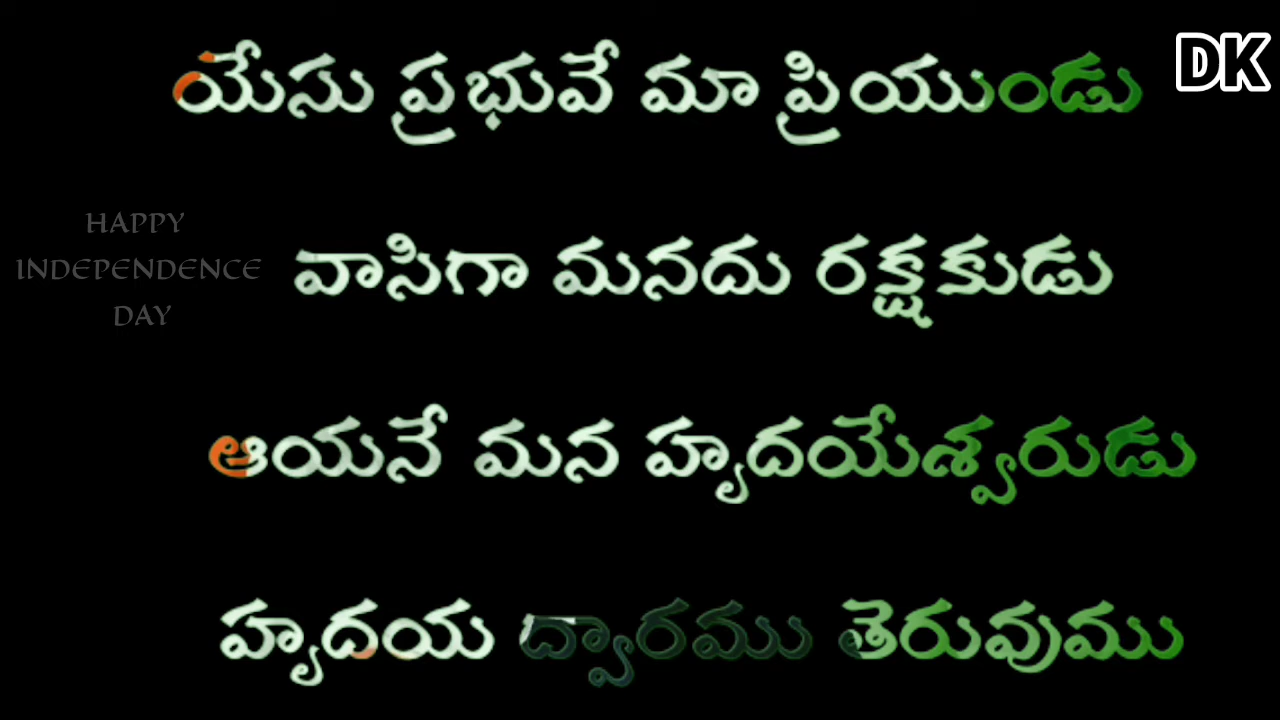 యేసు ప్రభువే మా ప్రియుండు
DK
HAPPY
INDEPENDENCE
DAY
వాసిగా మనదు రక్షకుడు
ఆయనే మన హృదయేశ్వరుడు
హృదయ ద్వారము తెరువుము